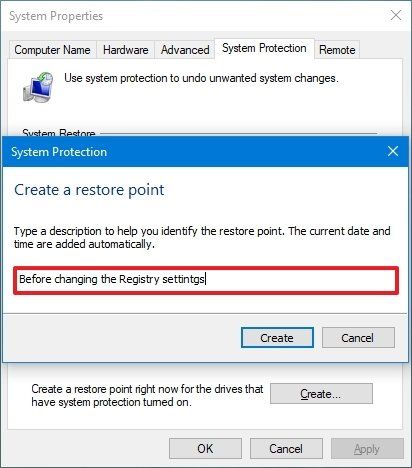 System Properties
Computer Name Hardware Advanced System Protection Remote
Use system protection to undo unwanted system changes.
System Restore
System Protection
Create a restore point
Type a description to help you identify the restore point. The current date and
time are added automatically.
Before changing the Registry settintgs
Create Cancel
Create a restore point right now for the drives that
have system protection turned on.
Create...
OK Cancel Apply